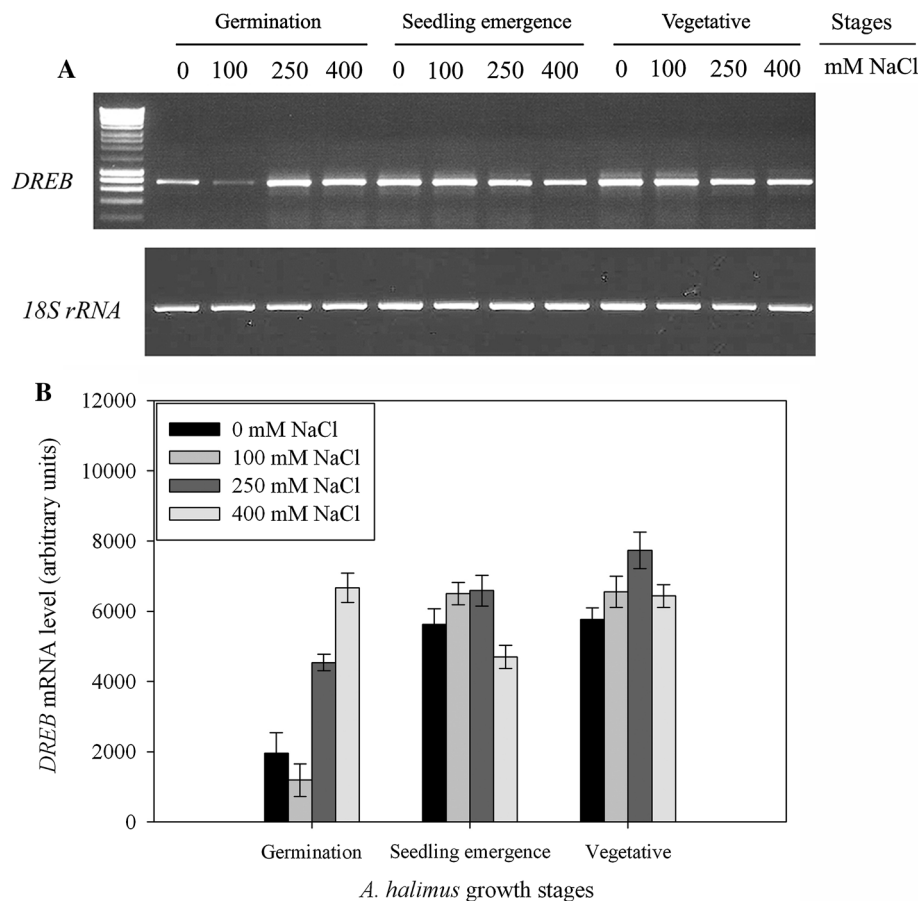 Germination Seedling emergence Vegetative Stages
A 0 100 250 400 0 100 250 400 0 100 250 400 mM NaCl
DREB
18S rRNA
B
12000
10000
8000
6000
4000
2000
0
DREB mRNA level (arbitrary units)
0 mM NaCl
100 mM NaCl
250 mM NaCl
400 mM NaCl
Germination Seedling emergence Vegetative
A. halimus growth stages